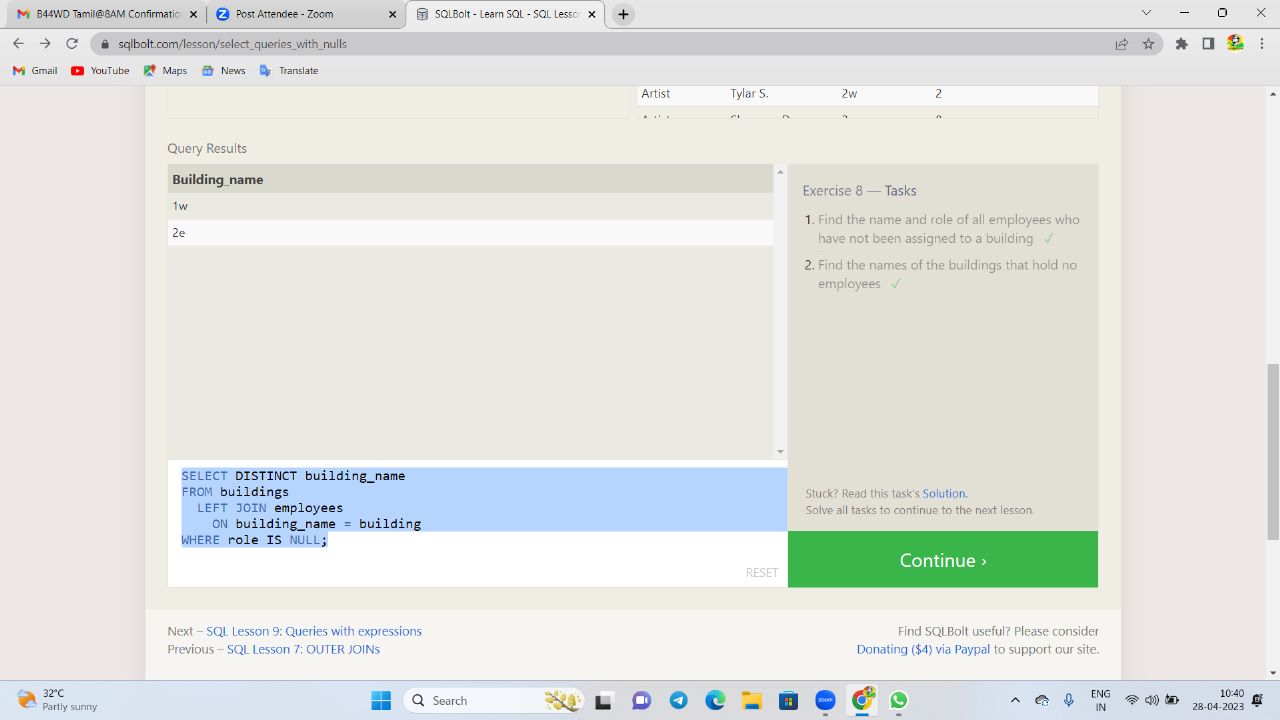 B44WD Tamil@8AM Confirmatio
Post Attendee - Zoom
SQLBolt - Learn SQL - SQL Lesso
sqlbolt.com/lesson/select_queries_with_nulls
Gmail
YouTube
Maps
News
Translate
Artist Tylar S. 2w 2
Query Results
Building_name
1w
2e
Exercise 8 — Tasks
1. Find the name and role of all employees who
have not been assigned to a building ✓
2. Find the names of the buildings that hold no
employees ✓
SELECT DISTINCT building_name
FROM buildings
LEFT JOIN employees
ON building_name = building
WHERE role IS NULL;
RESET
Stuck? Read this task's Solution.
Solve all tasks to continue to the next lesson.
Continue ›
Next – SQL Lesson 9: Queries with expressions
Previous – SQL Lesson 7: OUTER JOINs
Find SQLBolt useful? Please consider
Donating ($4) via Paypal to support our site.
32°C
Partly sunny
Search
zoom
ENG
IN
10:40
28-04-2023